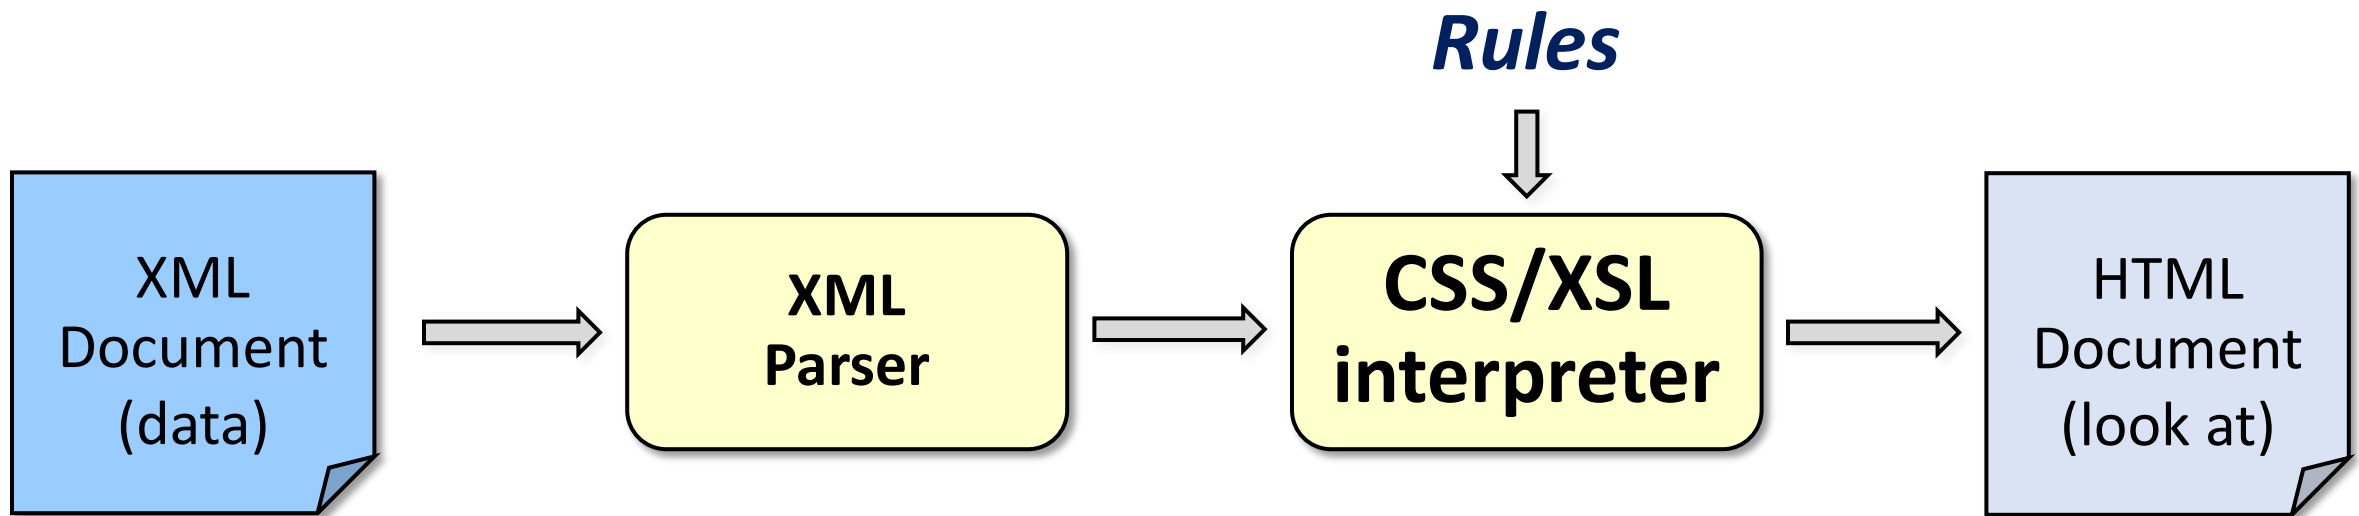 Rules
XML
Document
(data)
XML
Parser
CSS/XSL
interpreter
HTML
Document
(look at)